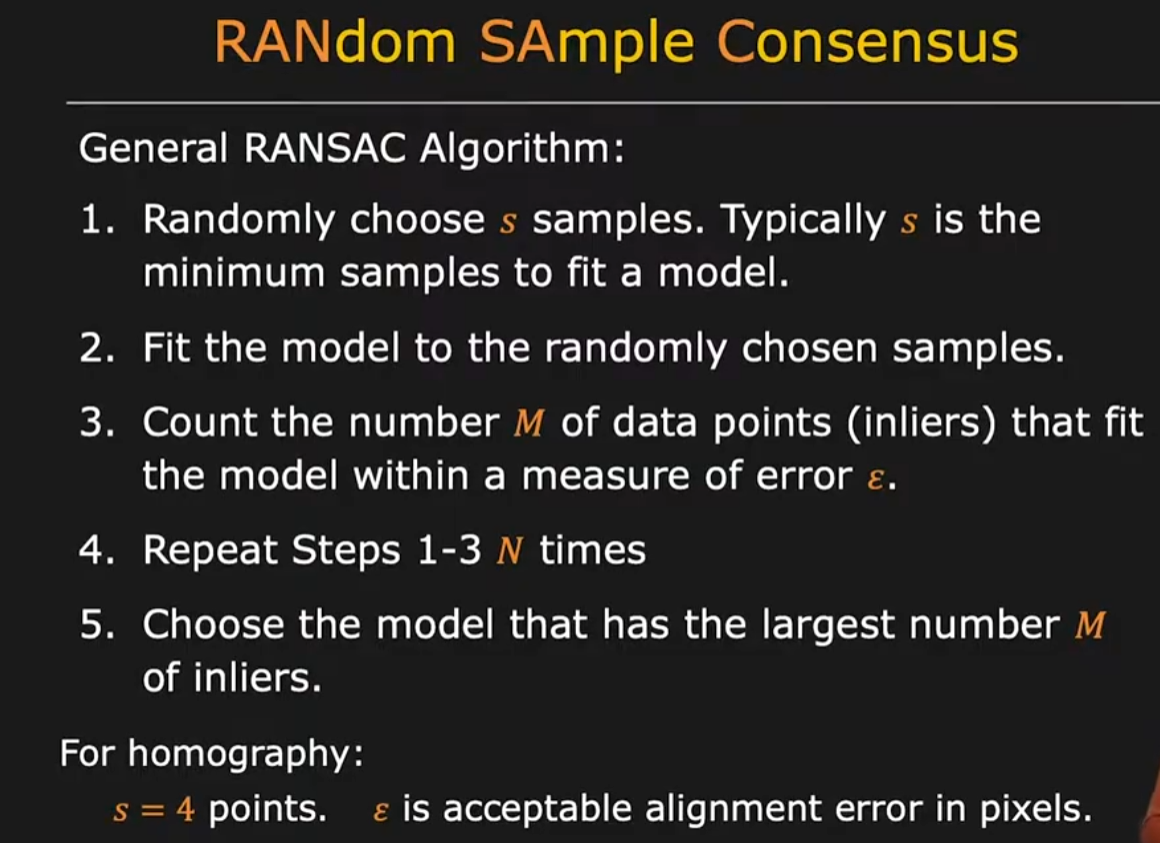 RANdom SAmple Consensus
General RANSAC Algorithm:
1. Randomly choose s samples. Typically s is the
minimum samples to fit a model.
2. Fit the model to the randomly chosen samples.
3. Count the number M of data points (inliers) that fit
the model within a measure of error ε.
4. Repeat Steps 1-3 N times
5. Choose the model that has the largest number M
of inliers.
For homography:
s = 4 points. ε is acceptable alignment error in pixels.